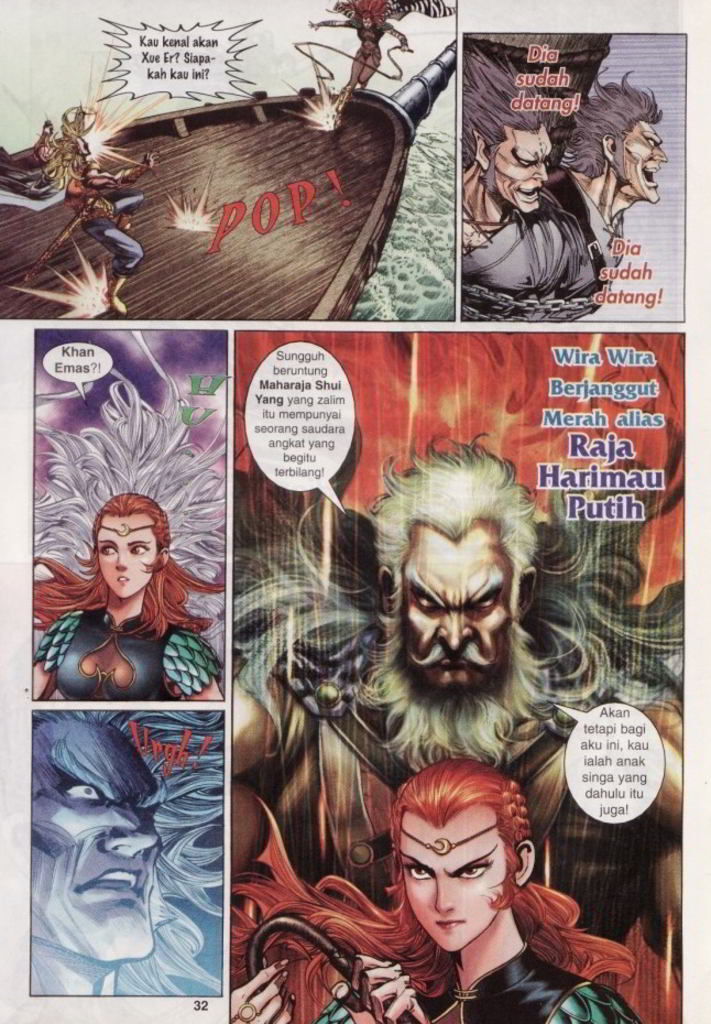 Kau kenal akan
Xue Er? Siapa-
kah kau ini?
POP!
Dia
sudah
datang!
Dia
sudah
datang!
Khan
Emas?!
HU
Urgh!
Sungguh
beruntung
Maharaja Shui
Yang yang zalim
itu mempunyai
seorang saudara
angkat yang
begitu
terbilang!
Wira Wira
Berjanggut
Merah alias
Raja
Harimau
Putih
Akan
tetapi bagi
aku ini, kau
ialah anak
singa yang
dahulu itu
juga!
32